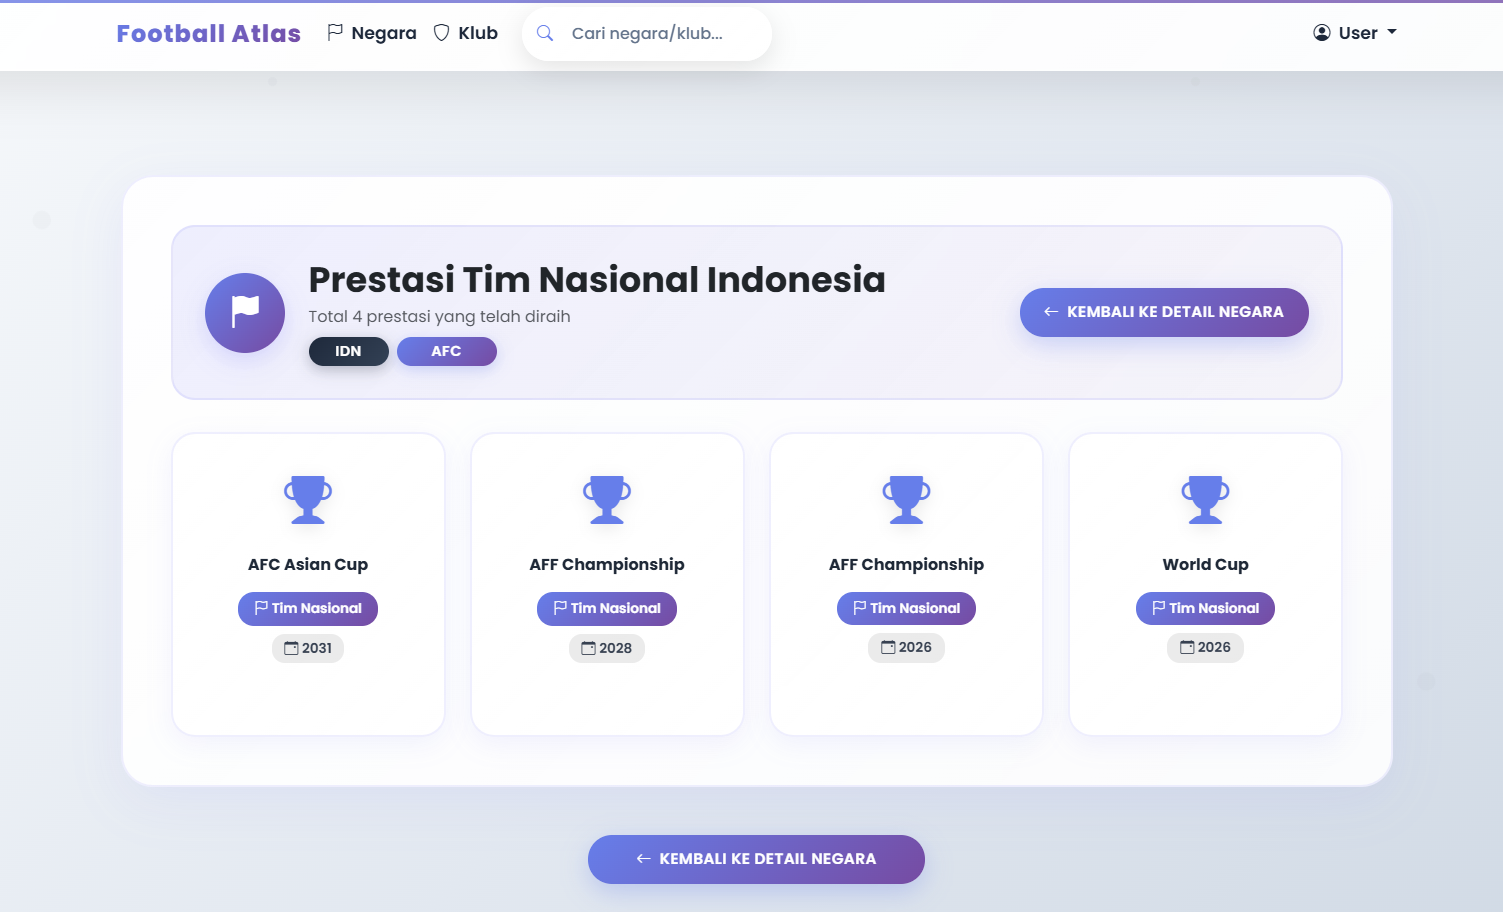 Football Atlas
Negara
Klub
Cari negara/klub...
User
Prestasi Tim Nasional Indonesia
Total 4 prestasi yang telah diraih
IDN
AFC
KEMBALI KE DETAIL NEGARA
AFC Asian Cup
Tim Nasional
2031
AFF Championship
Tim Nasional
2028
AFF Championship
Tim Nasional
2026
World Cup
Tim Nasional
2026
KEMBALI KE DETAIL NEGARA